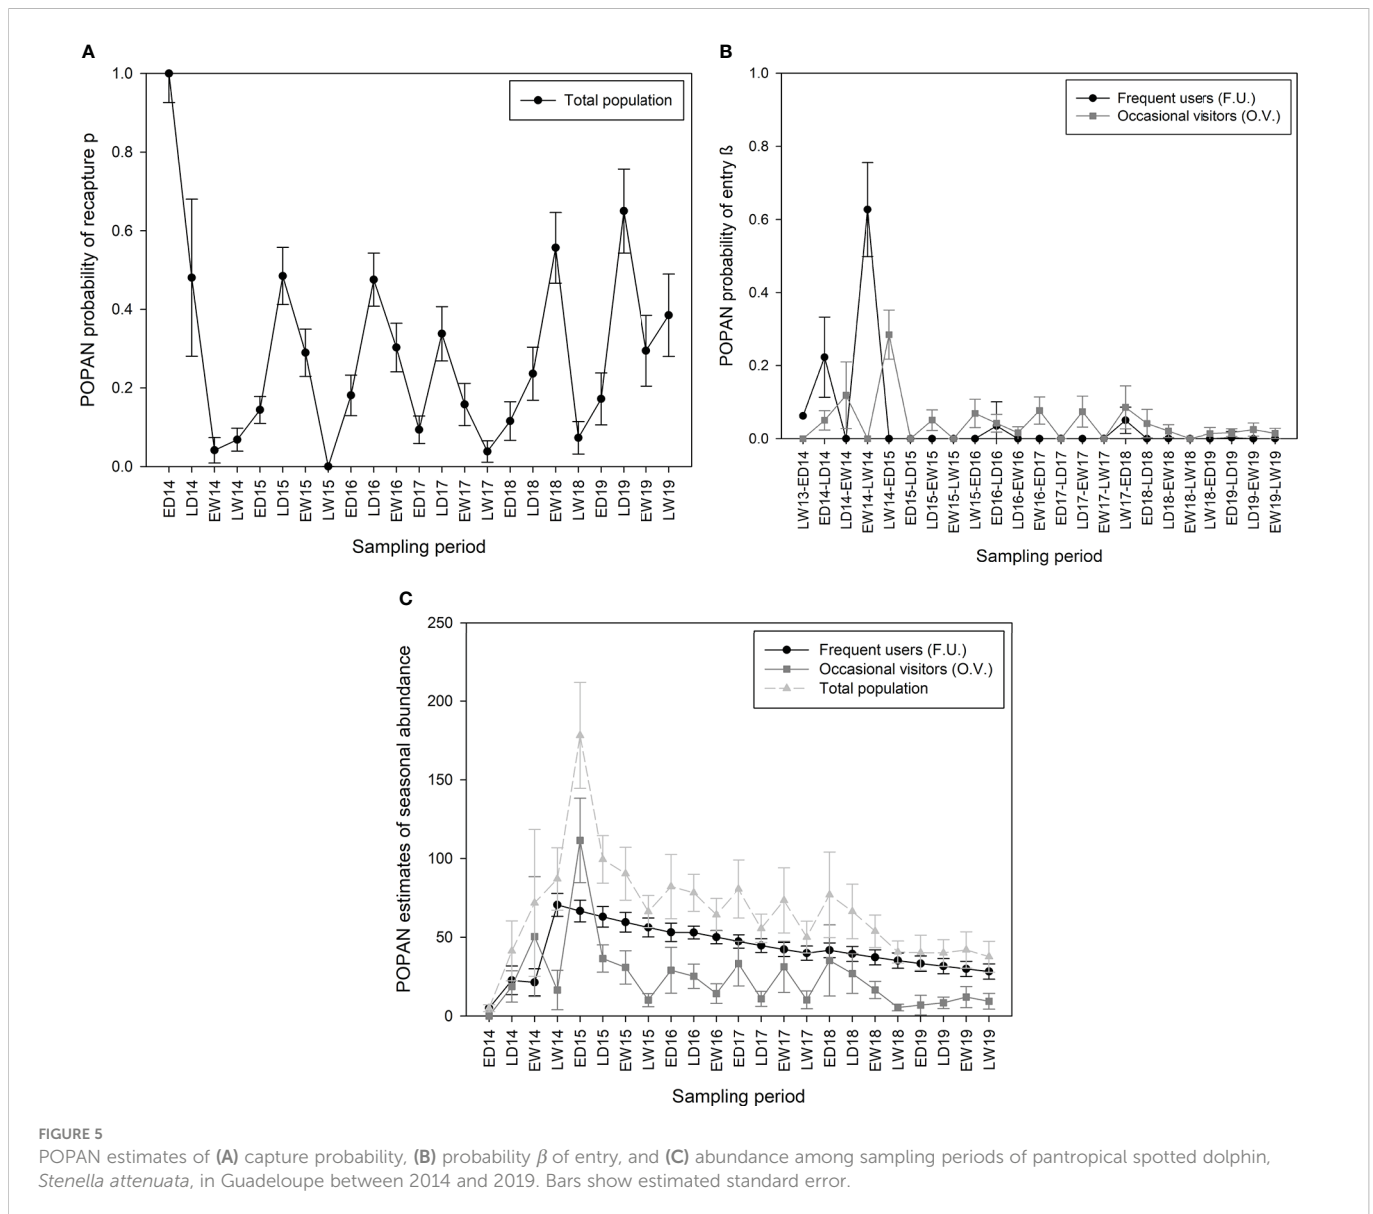 A
POPAN probability of recapture p
1.0
0.8
0.6
0.4
0.2
0.0
Total population
ED14 LD14 EW14 LW14 ED15 LD15 EW15 LW15 ED16 LD16 EW16 ED17 LD17 EW17 LW17 ED18 LD18 EW18 LW18 ED19 LD19 EW19 LW19
Sampling period
B
POPAN probability of entry ß
1.0
0.8
0.6
0.4
0.2
0.0
Frequent users (F.U.)
Occasional visitors (O.V.)
LW13-ED14 ED14-LD14 LD14-EW14 EW14-LW14 LW14-ED15 ED15-LD15 LD15-EW15 EW15-LW15 LW15-ED16 ED16-LD16 LD16-EW16 EW16-ED17 ED17-LD17 LD17-EW17 EW17-LW17 LW17-ED18 ED18-LD18 LD18-EW18 EW18-LW18 LW18-ED19 ED19-LD19 LD19-EW19 EW19-LW19
Sampling period
C
POPAN estimates of seasonal abundance
250
200
150
100
50
0
Frequent users (F.U.)
Occasional visitors (O.V.)
Total population
ED14 LD14 EW14 LW14 ED15 LD15 EW15 LW15 ED16 LD16 EW16 ED17 LD17 EW17 LW17 ED18 LD18 EW18 LW18 ED19 LD19 EW19 LW19
Sampling period
FIGURE 5
POPAN estimates of (A) capture probability, (B) probability β of entry, and (C) abundance among sampling periods of pantropical spotted dolphin,
Stenella attenuata, in Guadeloupe between 2014 and 2019. Bars show estimated standard error.